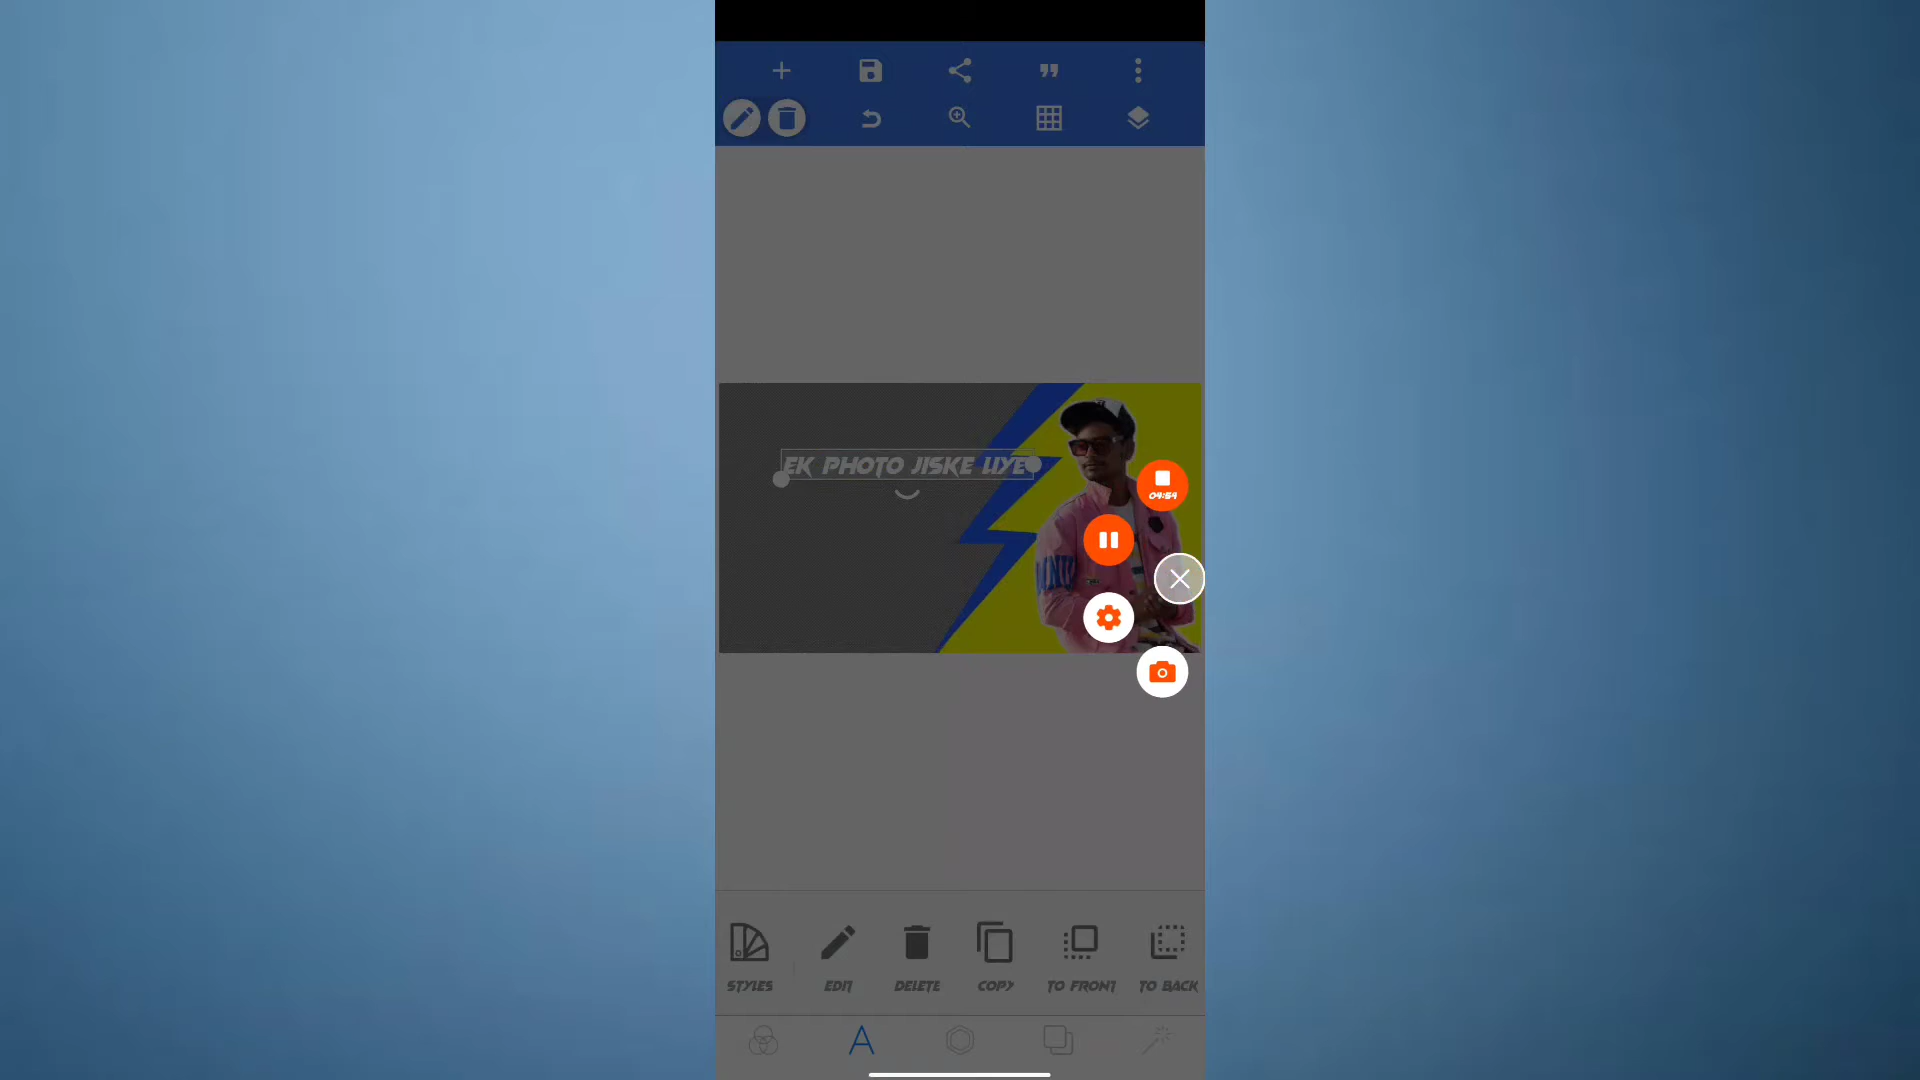 EK PHOTO JISKE LIYE
04:54
STYLES
EDIT
DELETE
COPY
TO FRONT
TO BACK